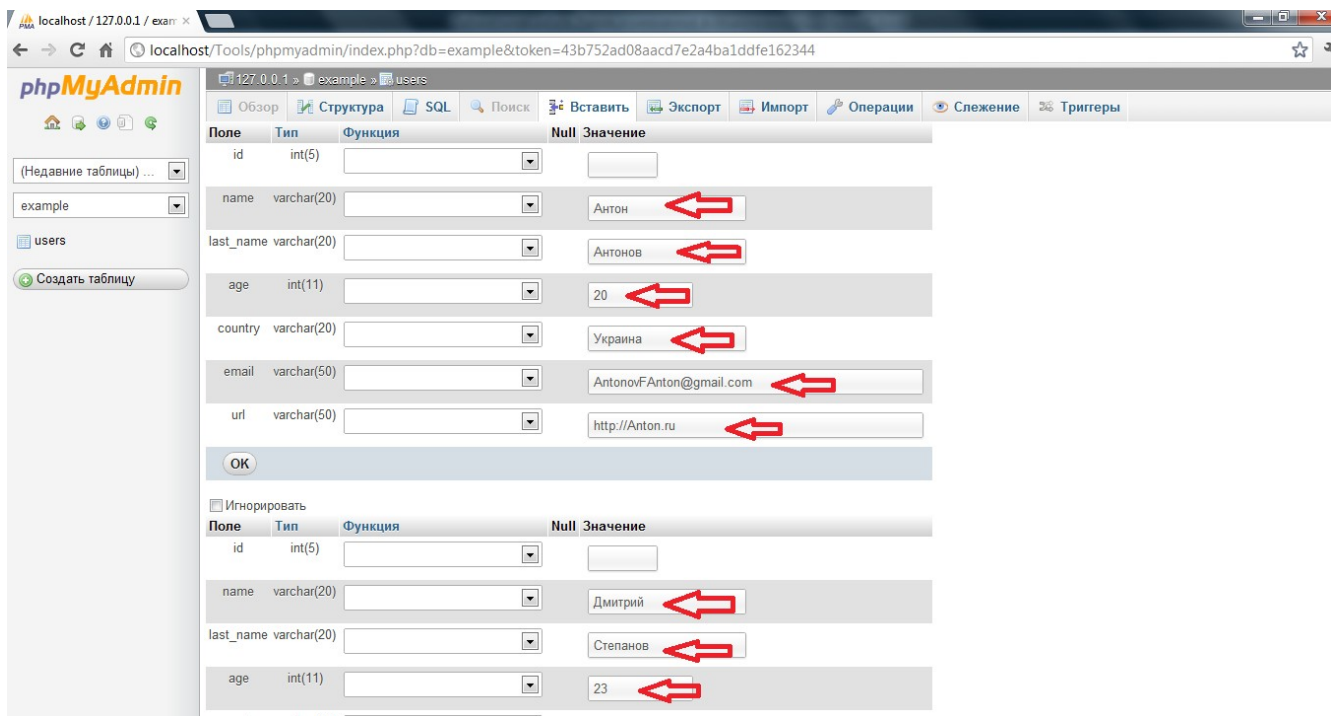 localhost / 127.0.0.1 / exam
localhost/Tools/phpmyadmin/index.php?db=example&token=43b752ad08aacd7e2a4ba1ddfe162344
phpMyAdmin
(Недавние таблицы) ...
example
users
Создать таблицу
127.0.0.1 » example » users
Обзор Структура SQL Поиск Вставить Экспорт Импорт Операции Слежение Триггеры
Поле Тип Функция Null Значение
id int(5)
name varchar(20) Антон
last_name varchar(20) Антонов
age int(11) 20
country varchar(20) Украина
email varchar(50) AntonovFAnton@gmail.com
url varchar(50) http://Anton.ru
OK
Игнорировать
Поле Тип Функция Null Значение
id int(5)
name varchar(20) Дмитрий
last_name varchar(20) Степанов
age int(11) 23